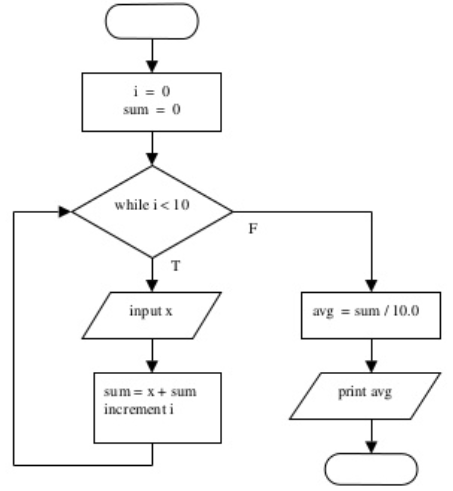 i = 0
sum = 0
while i < 10
F
T
input x
sum = x + sum
increment i
avg = sum / 10.0
print avg